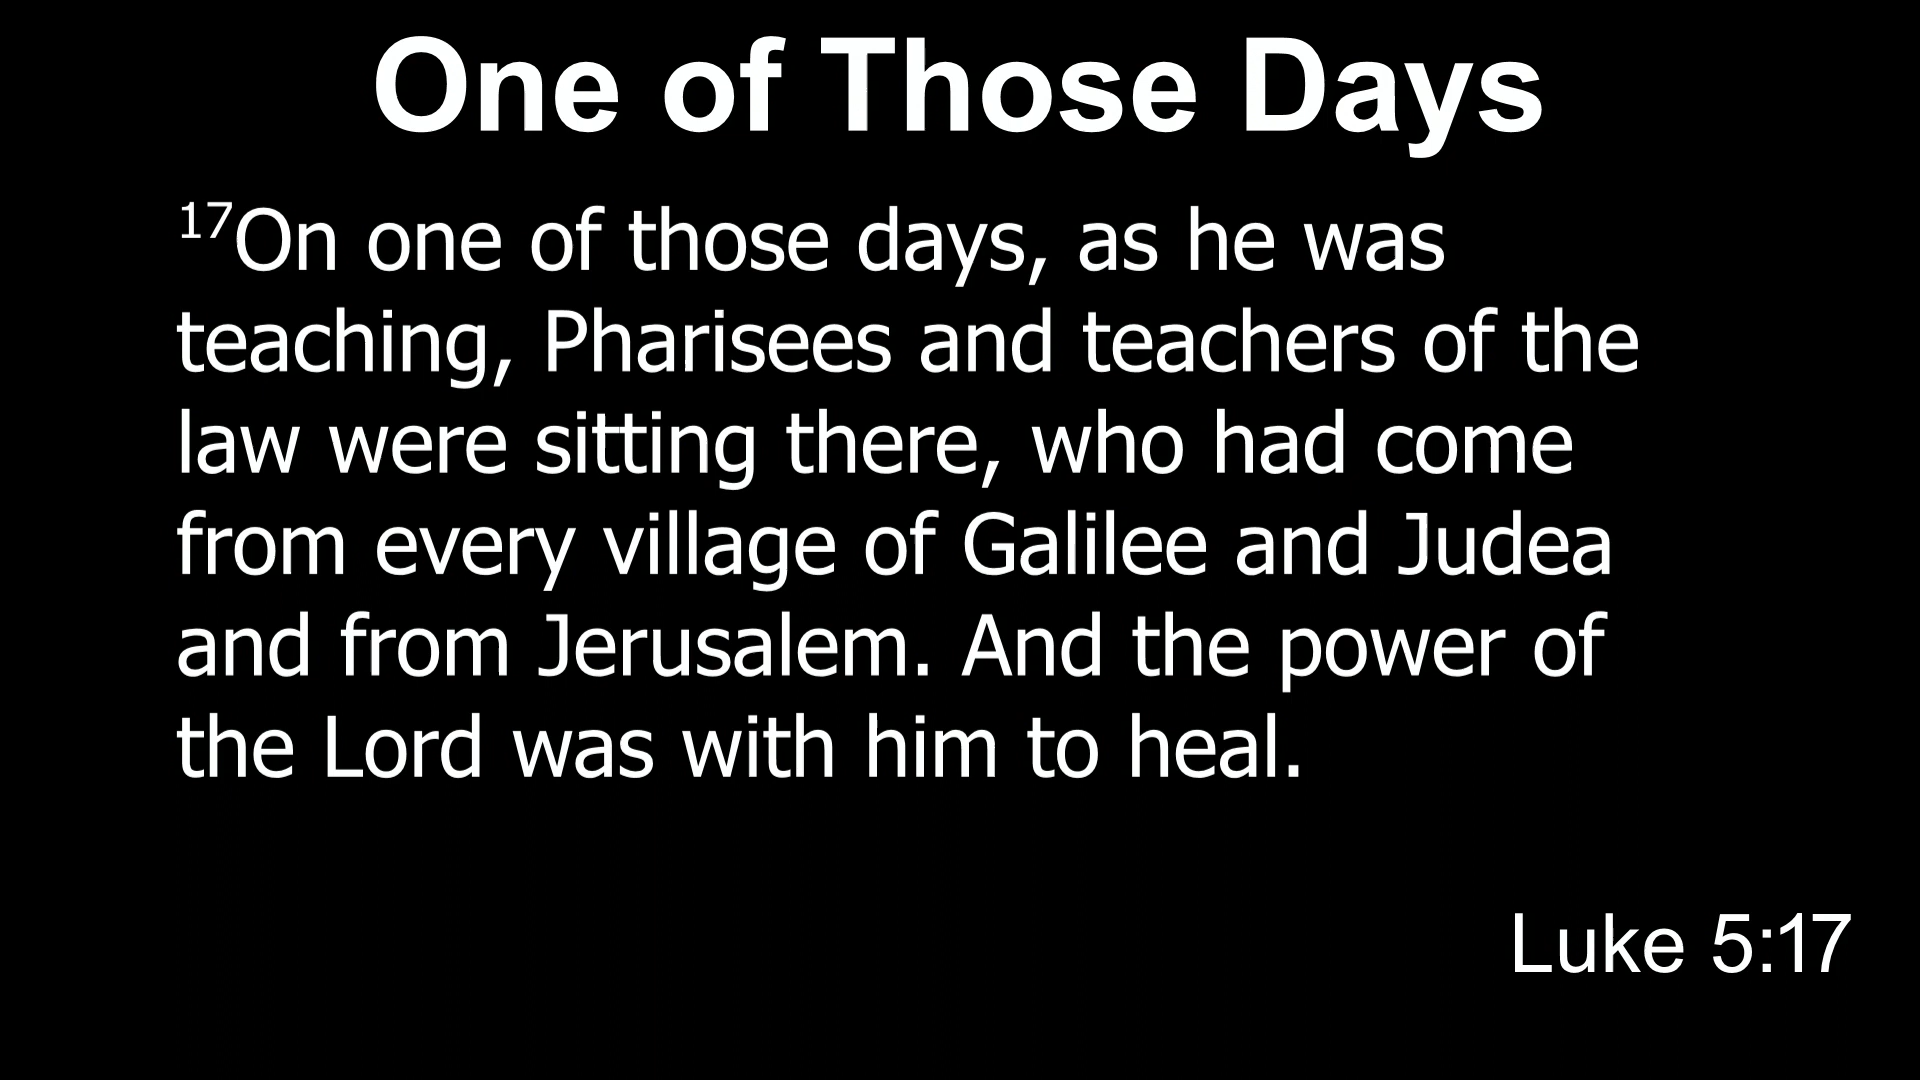 One of Those Days
17On one of those days, as he was
teaching, Pharisees and teachers of the
law were sitting there, who had come
from every village of Galilee and Judea
and from Jerusalem. And the power of
the Lord was with him to heal.
Luke 5:17